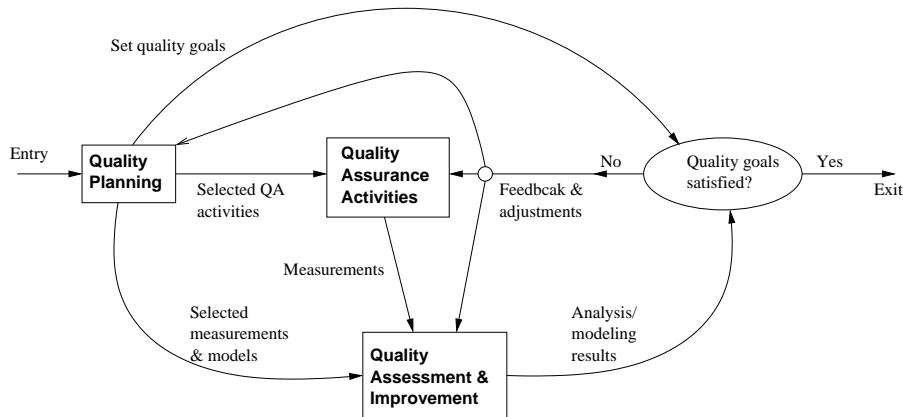 Set quality goals
Entry
Quality
Planning
Selected QA
activities
Quality
Assurance
Activities
No
Feedbcak &
adjustments
Quality goals
satisfied?
Yes
Exit
Measurements
Selected
measurements
& models
Analysis/
modeling
results
Quality
Assessment &
Improvement